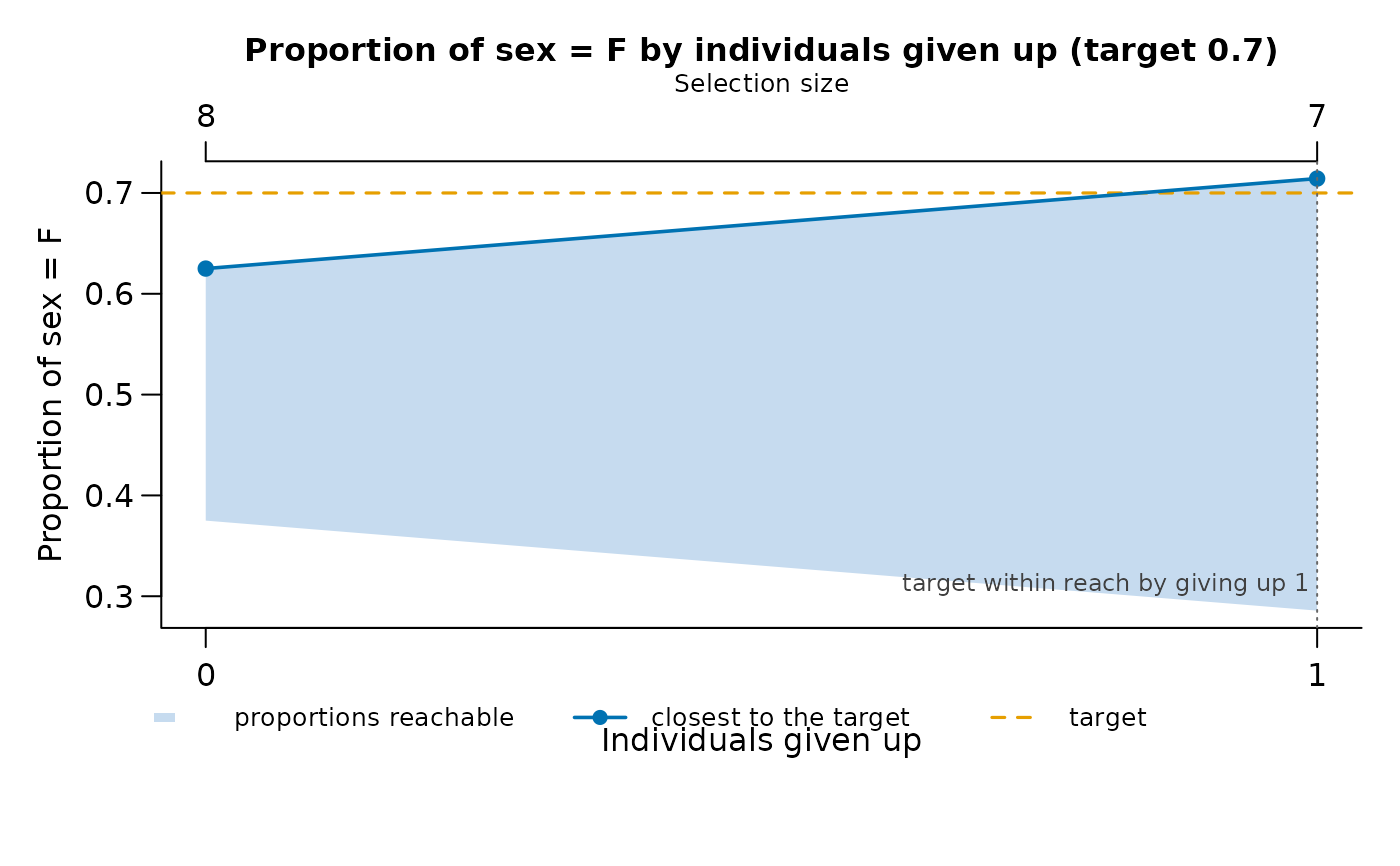 Proportion of sex = F by individuals given up (target 0.7)
Selection size
8 7
0.7
0.6
0.5
0.4
0.3
Proportion of sex = F
target within reach by giving up 1
0 1
proportions reachable closest to the target target
Individuals given up